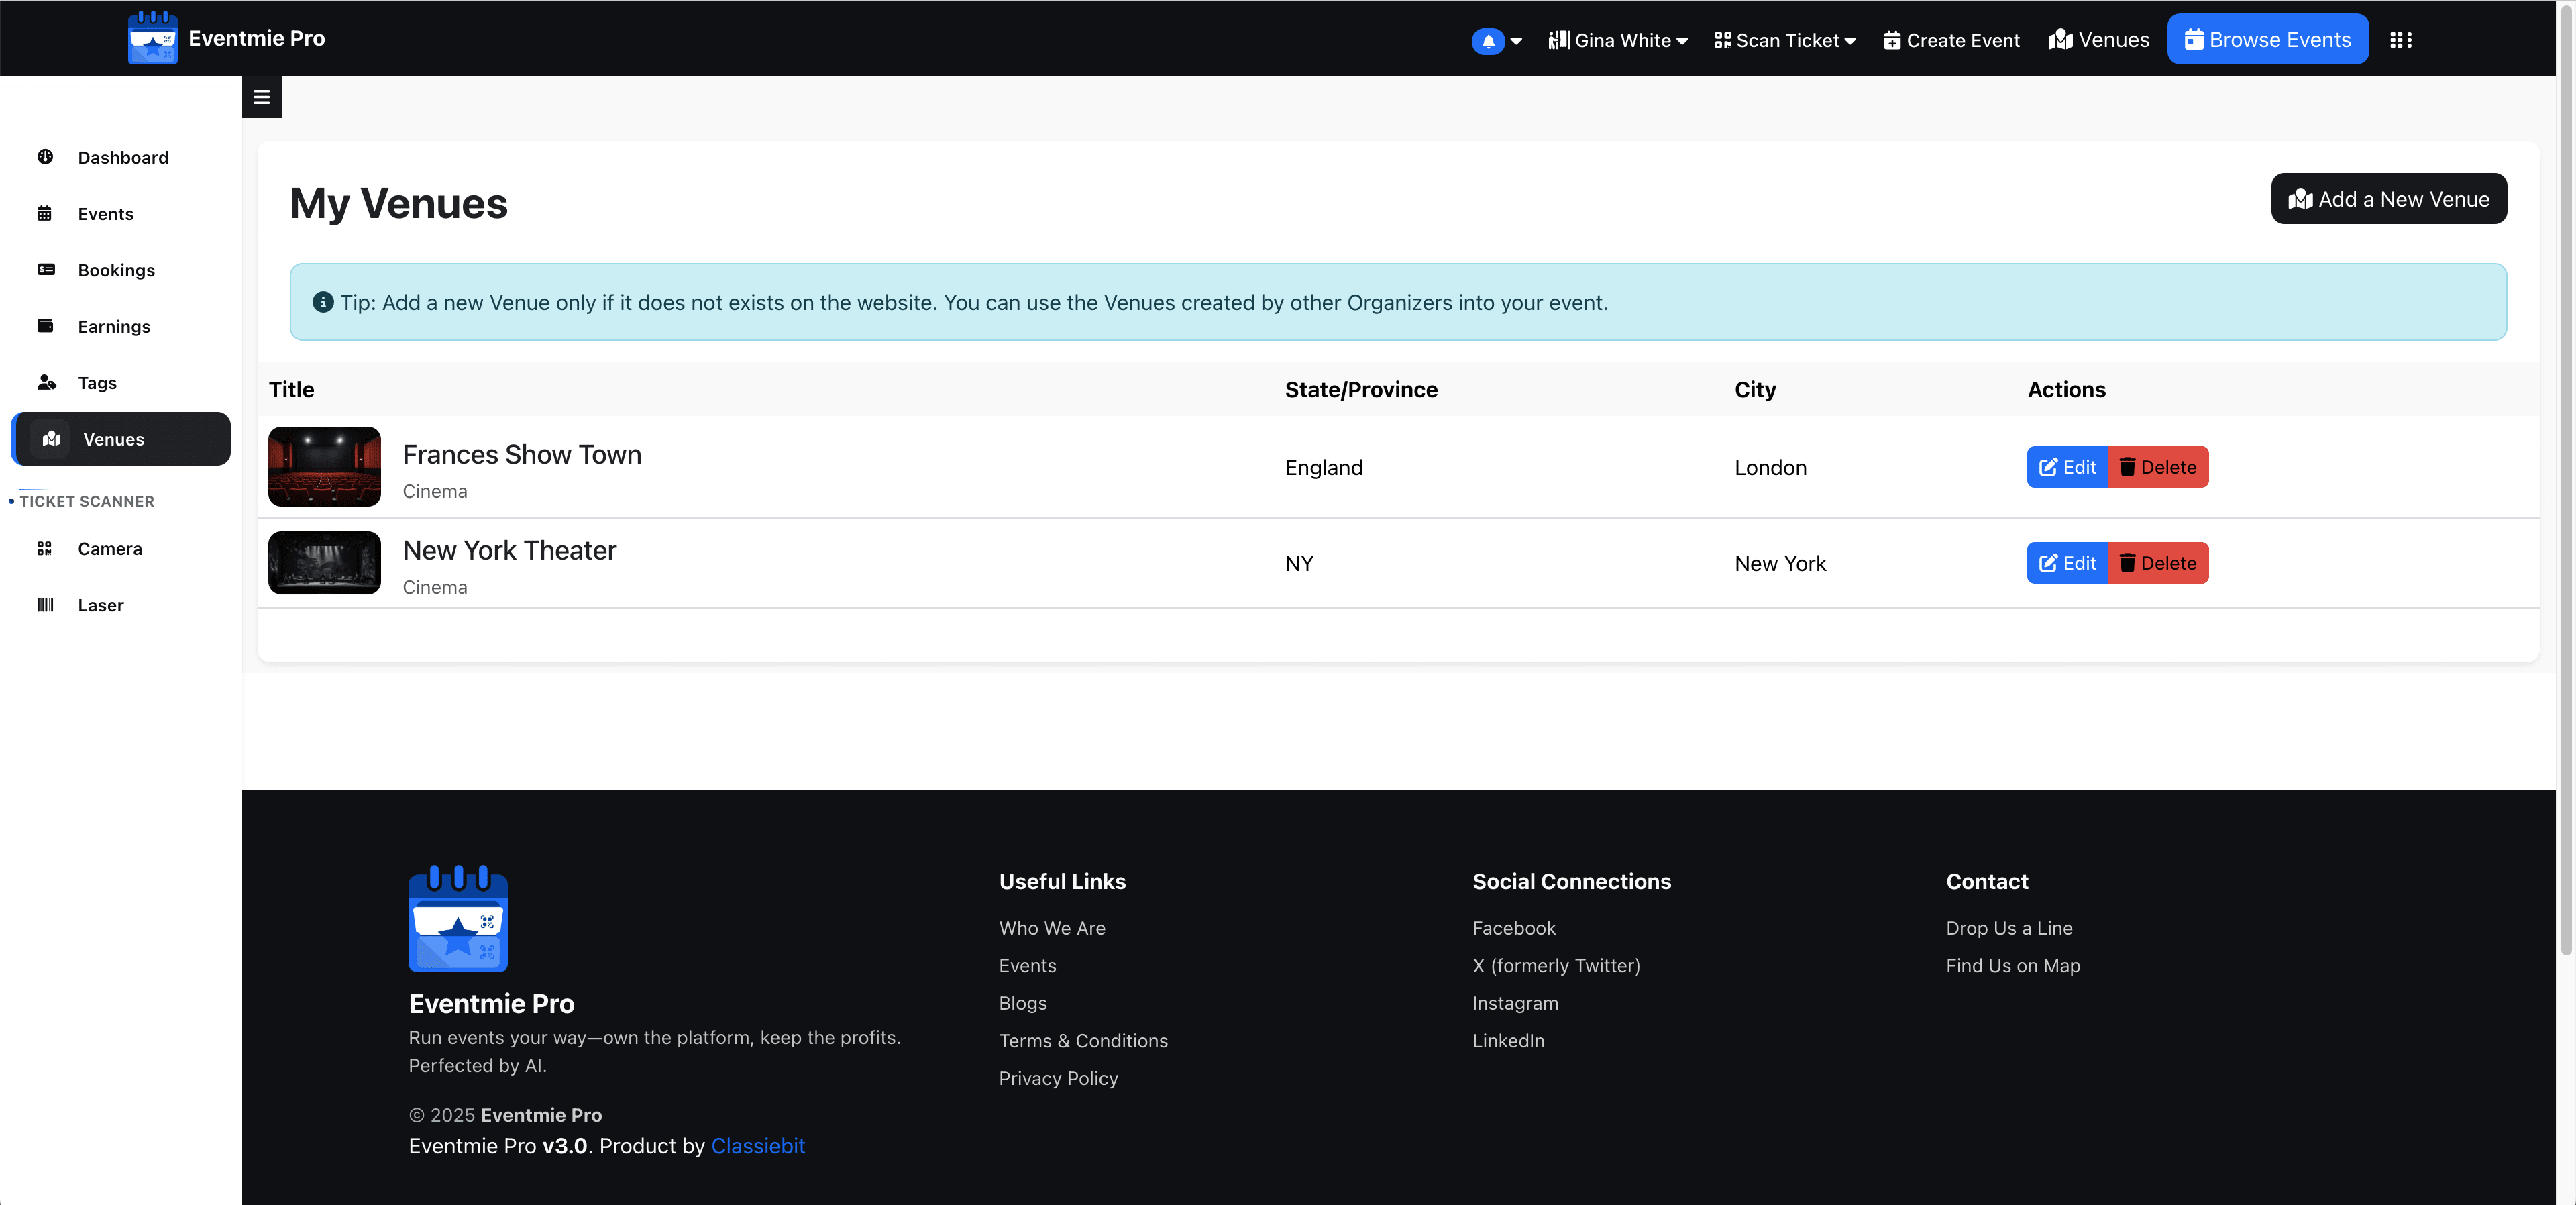 Eventmie Pro
Gina White
Scan Ticket
Create Event
Venues
Browse Events
Dashboard
Events
Bookings
Earnings
Tags
Venues
TICKET SCANNER
Camera
Laser
My Venues
Add a New Venue
Tip: Add a new Venue only if it does not exists on the website. You can use the Venues created by other Organizers into your event.
Title State/Province City Actions
Frances Show Town
Cinema
England London Edit Delete
New York Theater
Cinema
NY New York Edit Delete
Eventmie Pro
Run events your way—own the platform, keep the profits.
Perfected by AI.
© 2025 Eventmie Pro
Eventmie Pro v3.0. Product by Classiebit
Useful Links
Who We Are
Events
Blogs
Terms & Conditions
Privacy Policy
Social Connections
Facebook
X (formerly Twitter)
Instagram
LinkedIn
Contact
Drop Us a Line
Find Us on Map